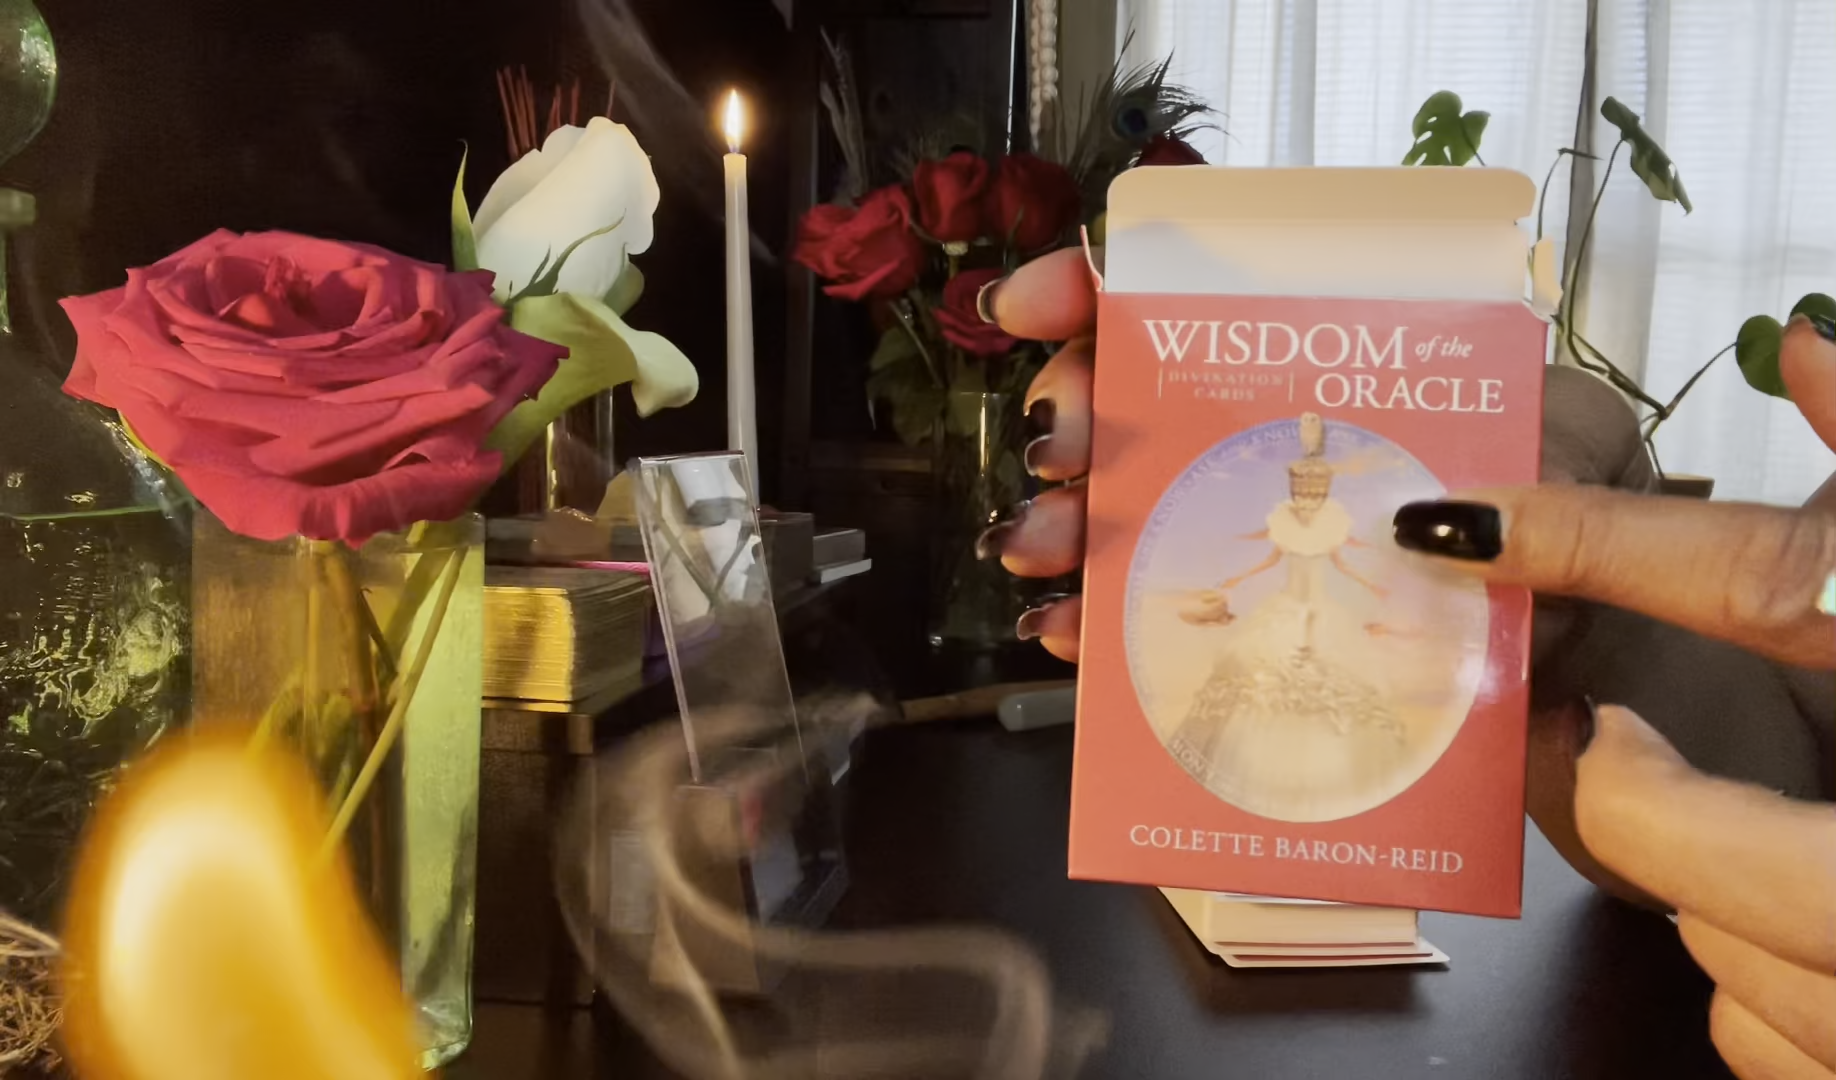 WISDOM of the
DIVINATION
CARDS
ORACLE
COLETTE BARON-REID